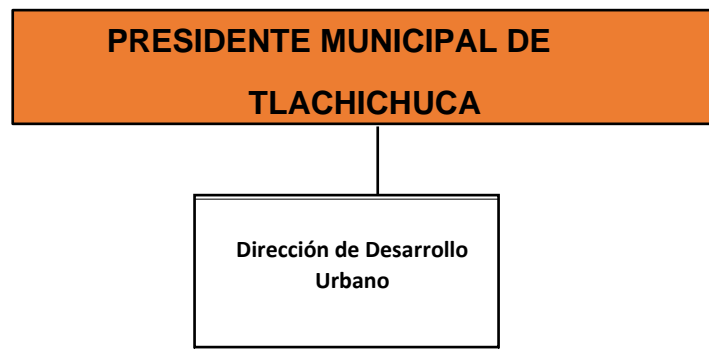 PRESIDENTE MUNICIPAL DE
TLACHICHUCA
Dirección de Desarrollo
Urbano